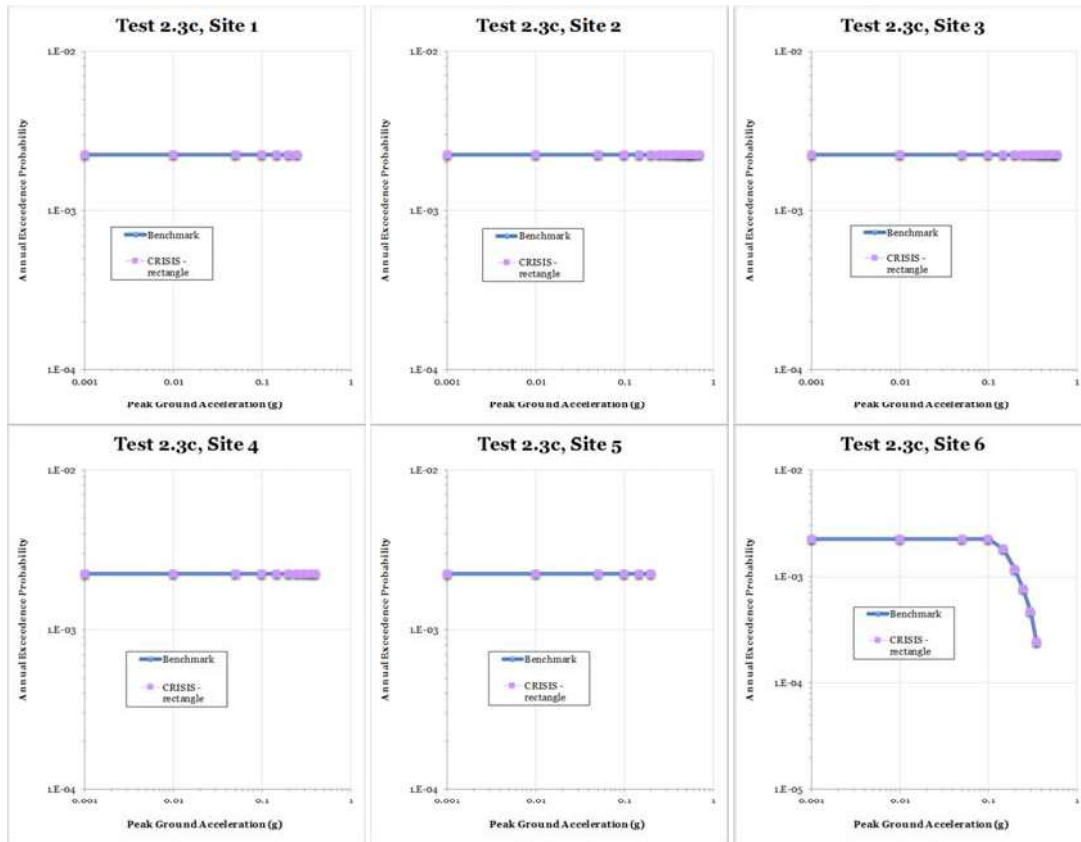 Test 2.3c, Site 1
1.E-02
1.E-03
1.E-04
Annual Exceedence Probability
Benchmark
CRISIS -
rectangle
0.001 0.01 0.1 1
Peak Ground Acceleration (g)
Test 2.3c, Site 2
1.E-02
1.E-03
1.E-04
Annual Exceedence Probability
Benchmark
CRISIS -
rectangle
0.001 0.01 0.1 1
Peak Ground Acceleration (g)
Test 2.3c, Site 3
1.E-02
1.E-03
1.E-04
Annual Exceedence Probability
Benchmark
CRISIS -
rectangle
0.001 0.01 0.1 1
Peak Ground Acceleration (g)
Test 2.3c, Site 4
1.E-02
1.E-03
1.E-04
Annual Exceedence Probability
Benchmark
CRISIS -
rectangle
0.001 0.01 0.1 1
Peak Ground Acceleration (g)
Test 2.3c, Site 5
1.E-02
1.E-03
1.E-04
Annual Exceedence Probability
Benchmark
CRISIS -
rectangle
0.001 0.01 0.1 1
Peak Ground Acceleration (g)
Test 2.3c, Site 6
1.E-02
1.E-03
1.E-04
1.E-05
Annual Exceedence Probability
Benchmark
CRISIS -
rectangle
0.001 0.01 0.1 1
Peak Ground Acceleration (g)